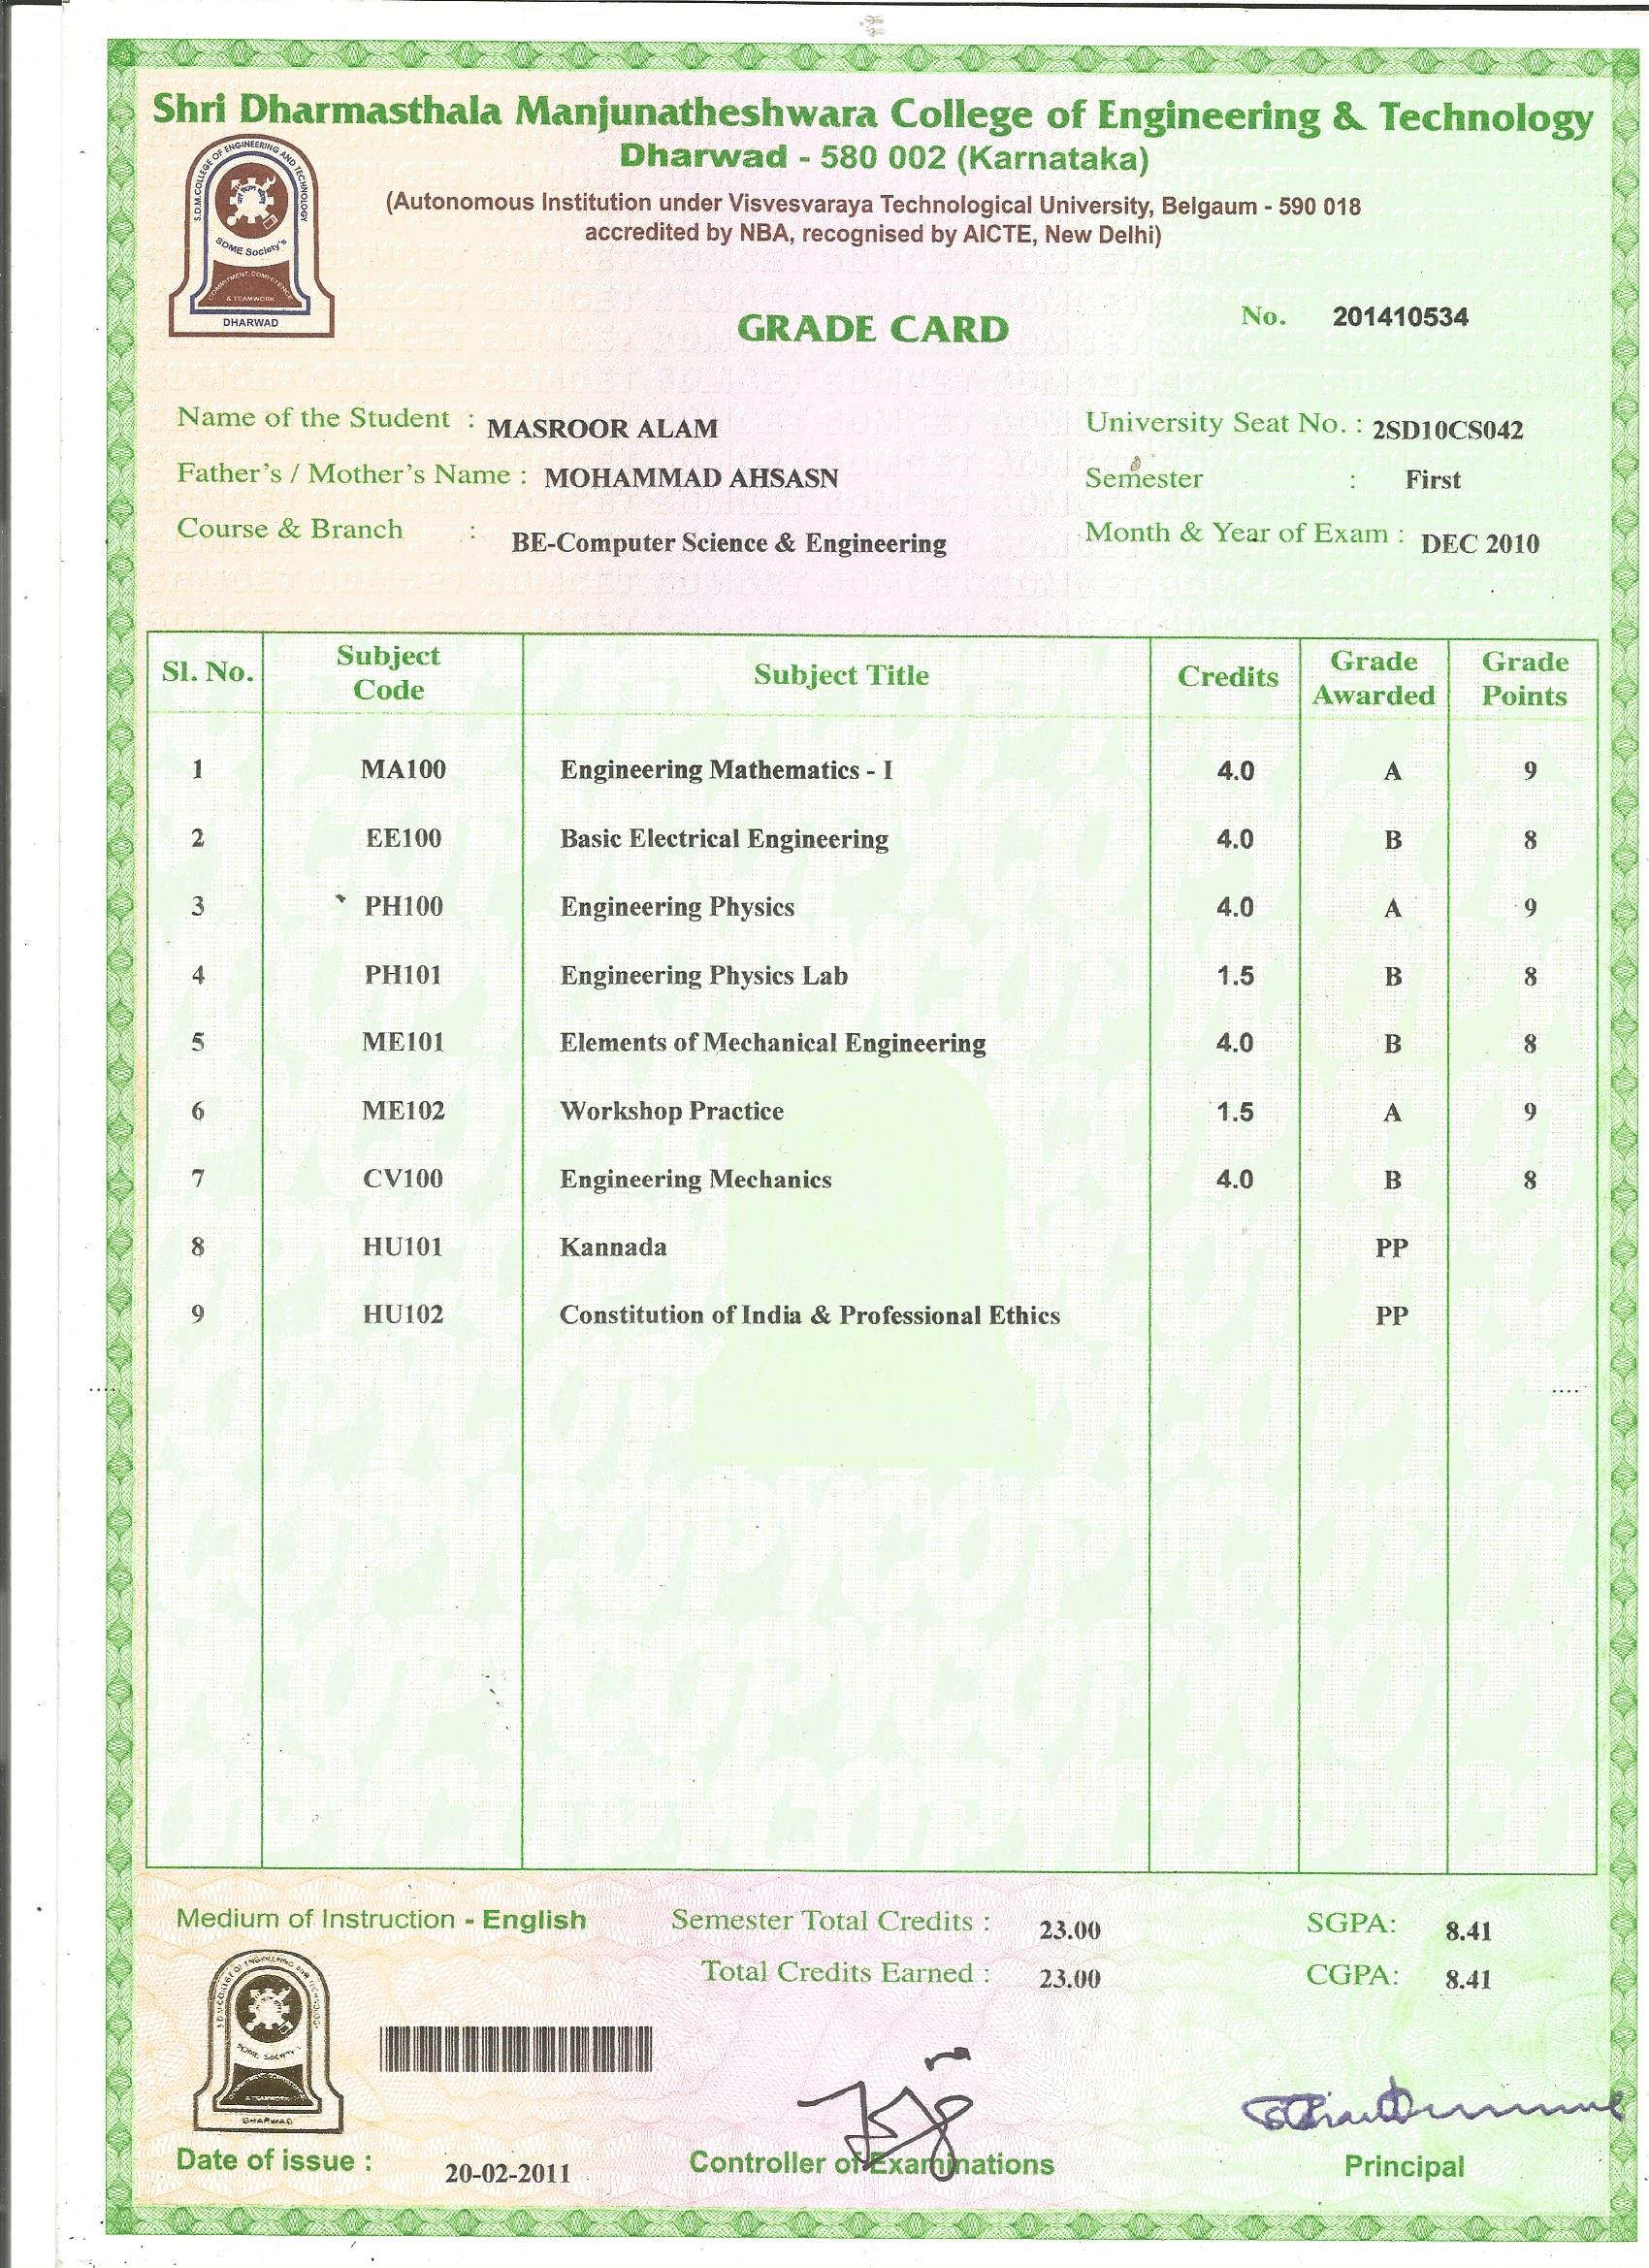 Shri Dharmasthala Manjunatheshwara College of Engineering & Technology
Dharwad - 580 002 (Karnataka)
(Autonomous Institution under Visvesvaraya Technological University, Belgaum - 590 018
accredited by NBA, recognised by AICTE, New Delhi)
S.D.M.COLLEGE OF ENGINEERING AND TECHNOLOGY
SDME Society's
COMMITMENT, COMPETENCE
& TEAMWORK
DHARWAD
GRADE CARD
No. 201410534
Name of the Student : MASROOR ALAM University Seat No. : 2SD10CS042
Father's / Mother's Name : MOHAMMAD AHSASN Semester : First
Course & Branch : BE-Computer Science & Engineering Month & Year of Exam : DEC 2010
Sl. No. Subject Code Subject Title Credits Grade Awarded Grade Points
1 MA100 Engineering Mathematics - I 4.0 A 9
2 EE100 Basic Electrical Engineering 4.0 B 8
3 PH100 Engineering Physics 4.0 A 9
4 PH101 Engineering Physics Lab 1.5 B 8
5 ME101 Elements of Mechanical Engineering 4.0 B 8
6 ME102 Workshop Practice 1.5 A 9
7 CV100 Engineering Mechanics 4.0 B 8
8 HU101 Kannada PP
9 HU102 Constitution of India & Professional Ethics PP
Medium of Instruction - English Semester Total Credits : 23.00 SGPA: 8.41
Total Credits Earned : 23.00 CGPA: 8.41
DHARWAD
Date of issue : 20-02-2011 Controller of Examinations Principal